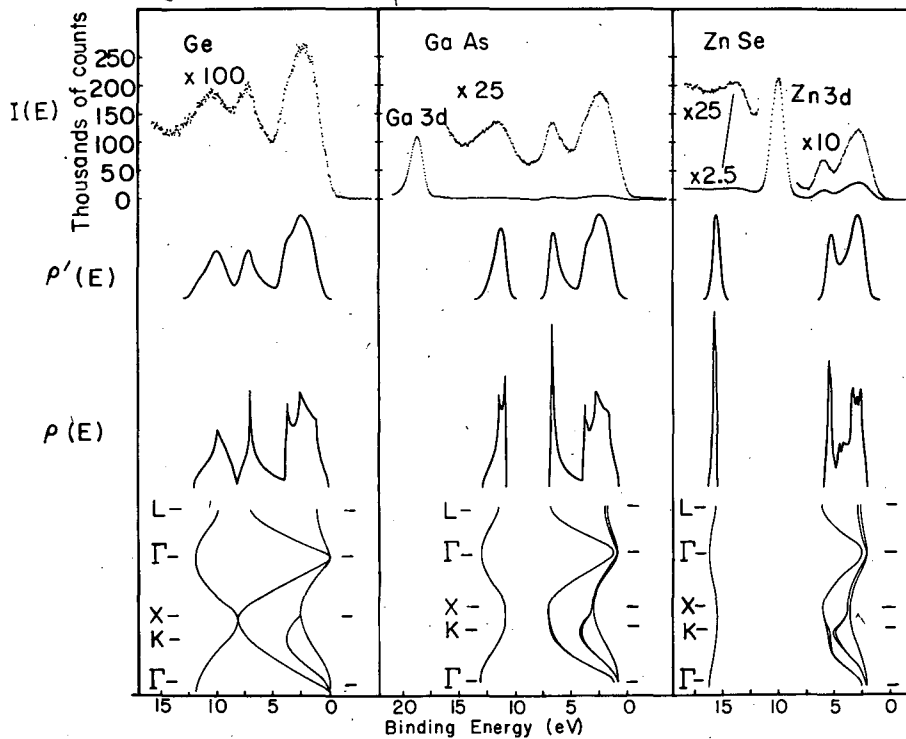 Ge
Ga As
Zn Se
Thousands of counts
250
200
150
100
50
0
x 100
x 25
Ga 3d
Zn 3d
x25
x10
x2.5
I(E)
ρ'(E)
ρ(E)
L
Γ
X
K
Γ
L
Γ
X
K
Γ
L
Γ
X
K
Γ
15 10 5 0 20 15 10 5 0 15 10 5 0
Binding Energy (eV)